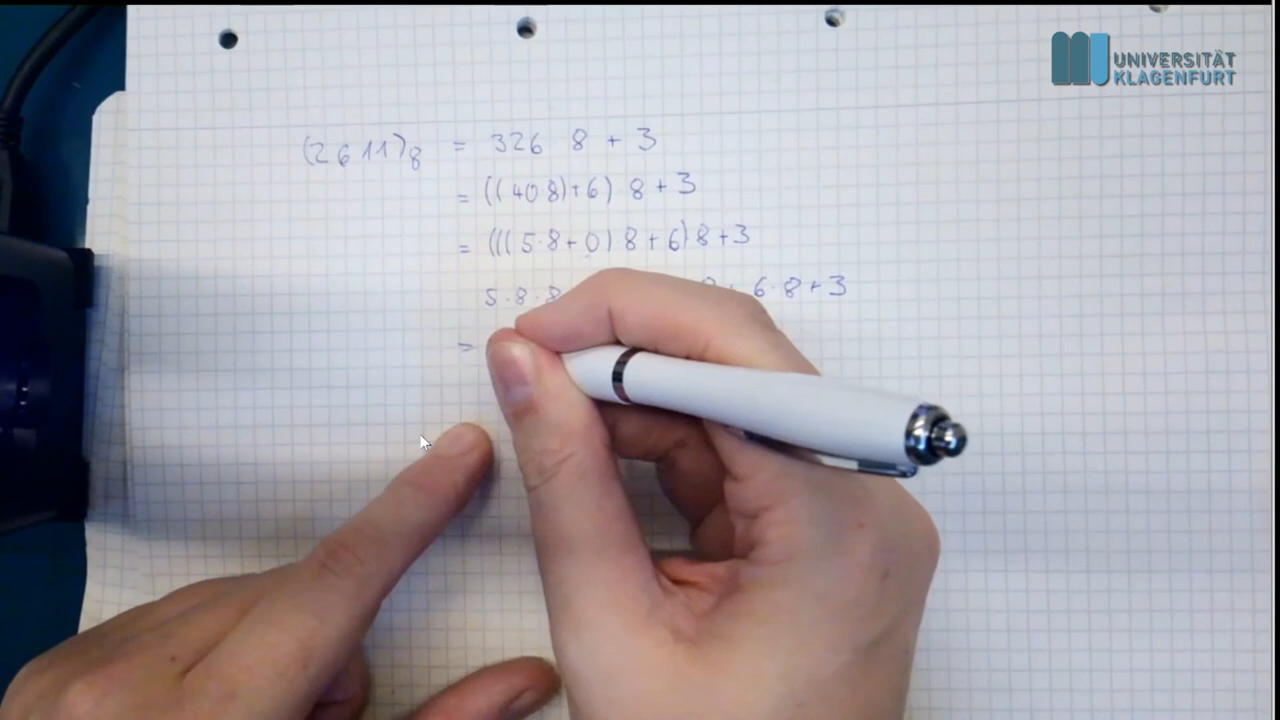 UNIVERSITÄT
KLAGENFURT
(2611)8 = 326 8 + 3
= ((40 8)+6) 8 + 3
= (((5·8+0)·8+6)8+3
5·8·8 8+ 6·8+3
=